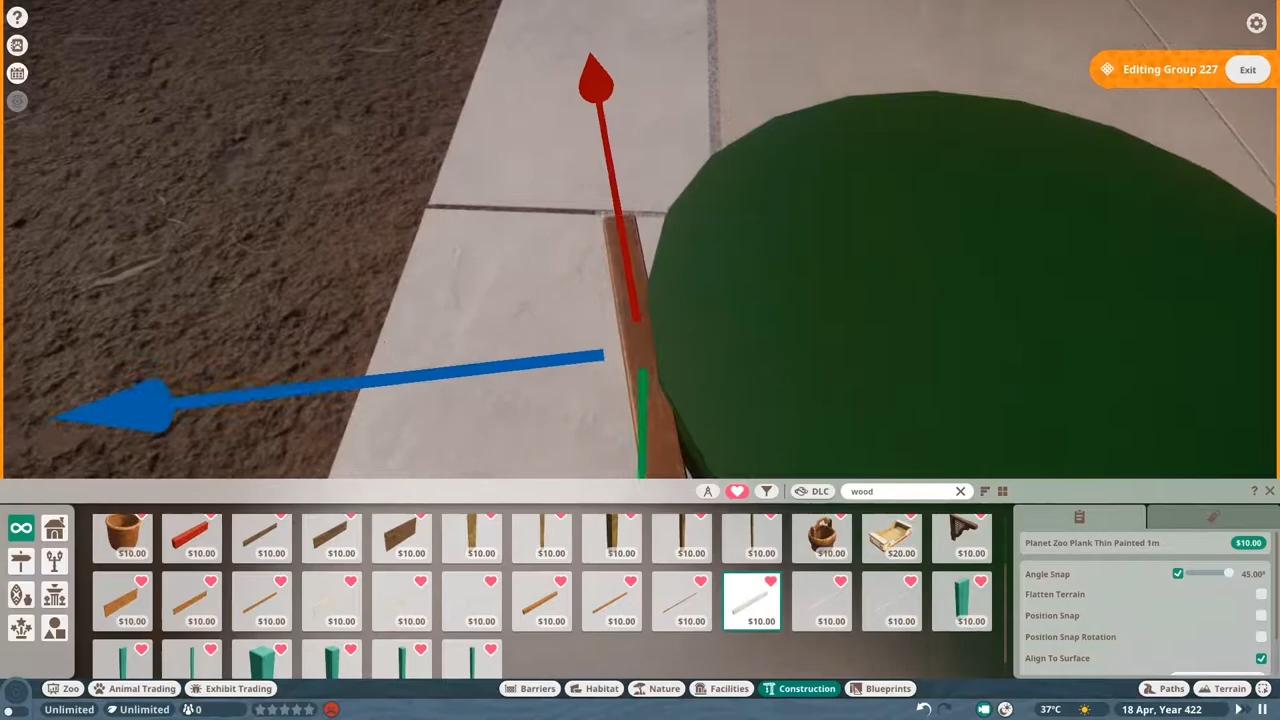 ?
Editing Group 227 Exit
DLC wood ?
$10.00 $10.00 $10.00 $10.00 $10.00 $10.00 $10.00 $10.00 $10.00 $10.00 $10.00 $20.00 $10.00
$10.00 $10.00 $10.00 $10.00 $10.00 $10.00 $10.00 $10.00 $10.00 $10.00 $10.00 $10.00 $10.00
Planet Zoo Plank Thin Painted 1m $10.00
Angle Snap 45.00°
Flatten Terrain
Position Snap
Position Snap Rotation
Align To Surface
Zoo Animal Trading Exhibit Trading Barriers Habitat Nature Facilities Construction Blueprints Paths Terrain
Unlimited Unlimited 0 37°C 18 Apr, Year 422